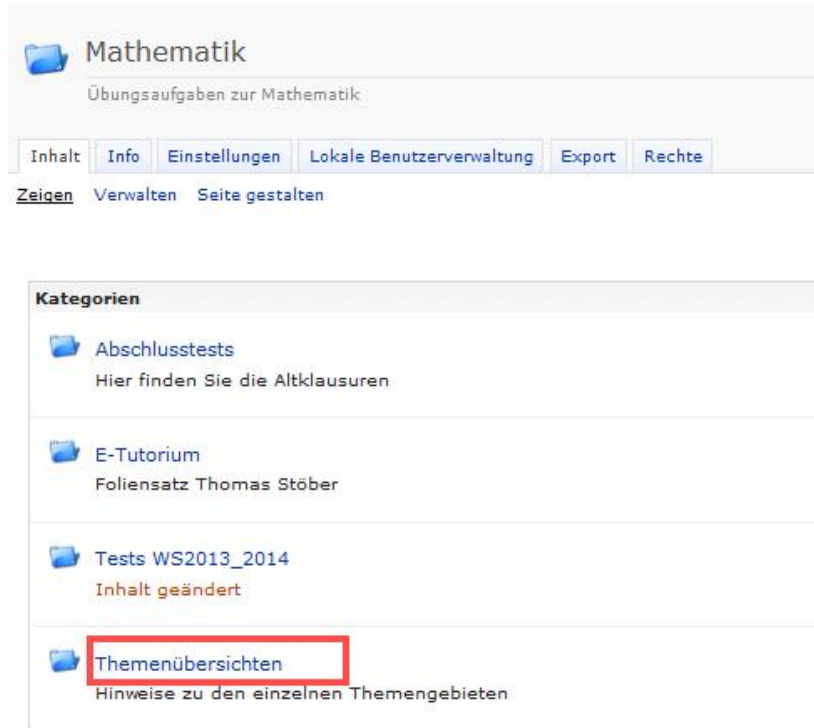 Mathematik
Übungsaufgaben zur Mathematik
Inhalt Info Einstellungen Lokale Benutzerverwaltung Export Rechte
Zeigen Verwalten Seite gestalten
Kategorien
Abschlusstests
Hier finden Sie die Altklausuren
E-Tutorium
Foliensatz Thomas Stöber
Tests WS2013_2014
Inhalt geändert
Themenübersichten
Hinweise zu den einzelnen Themengebieten